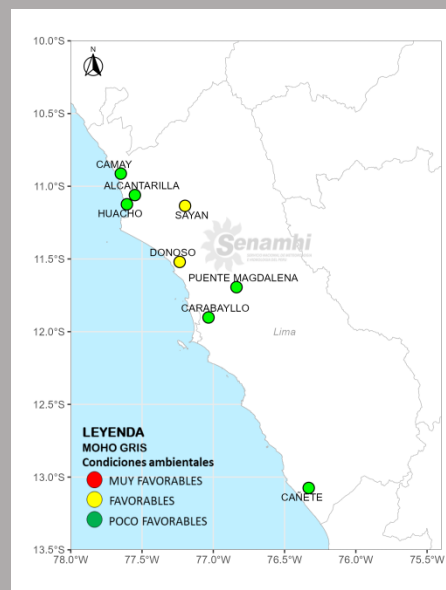 10.0°S
N
10.5°S
CAMAY
11.0°S
ALCANTARILLA
HUACHO
SAYAN
Senamhi
11.5°S
DONOSO
PUENTE MAGDALENA
CARABAYLLO
12.0°S
Lima
12.5°S
LEYENDA
MOHO GRIS
Condiciones ambientales
MUY FAVORABLES
FAVORABLES
POCO FAVORABLES
13.0°S
CAÑETE
13.5°S
78.0°W 77.5°W 77.0°W 76.5°W 76.0°W 75.5°W